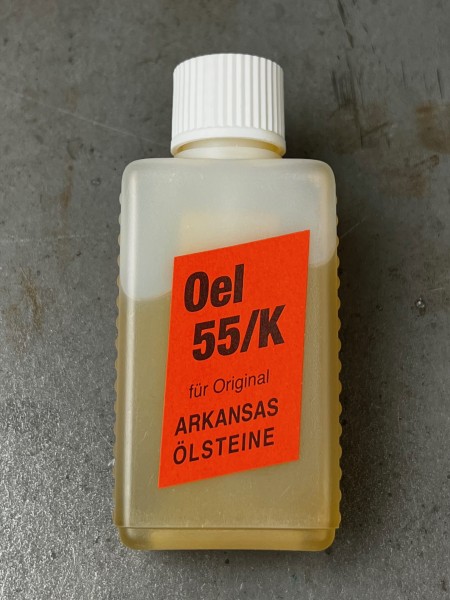 Oel
55/K
für Original
ARKANSAS
ÖLSTEINE